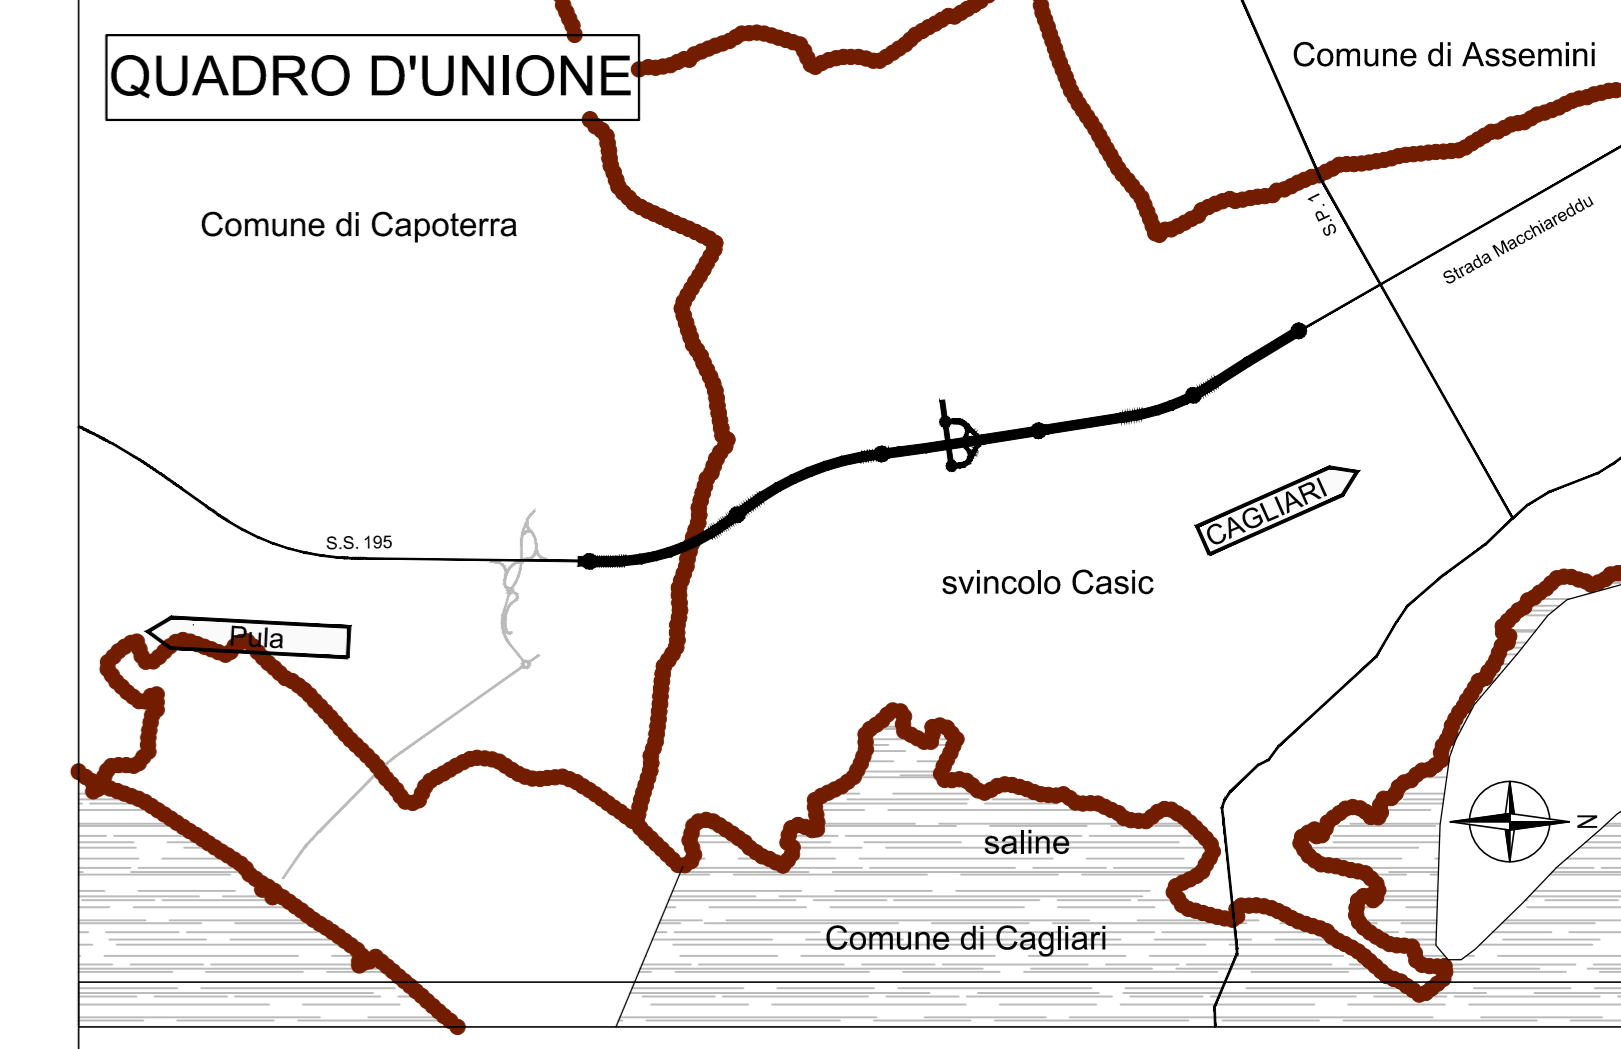 Comune di Assemini
QUADRO D'UNIONE
S.P. 1
Comune di Capoterra
Strada Macchiareddu
CAGLIARI
S.S. 195
svincolo Casic
Pula
N
saline
Comune di Cagliari